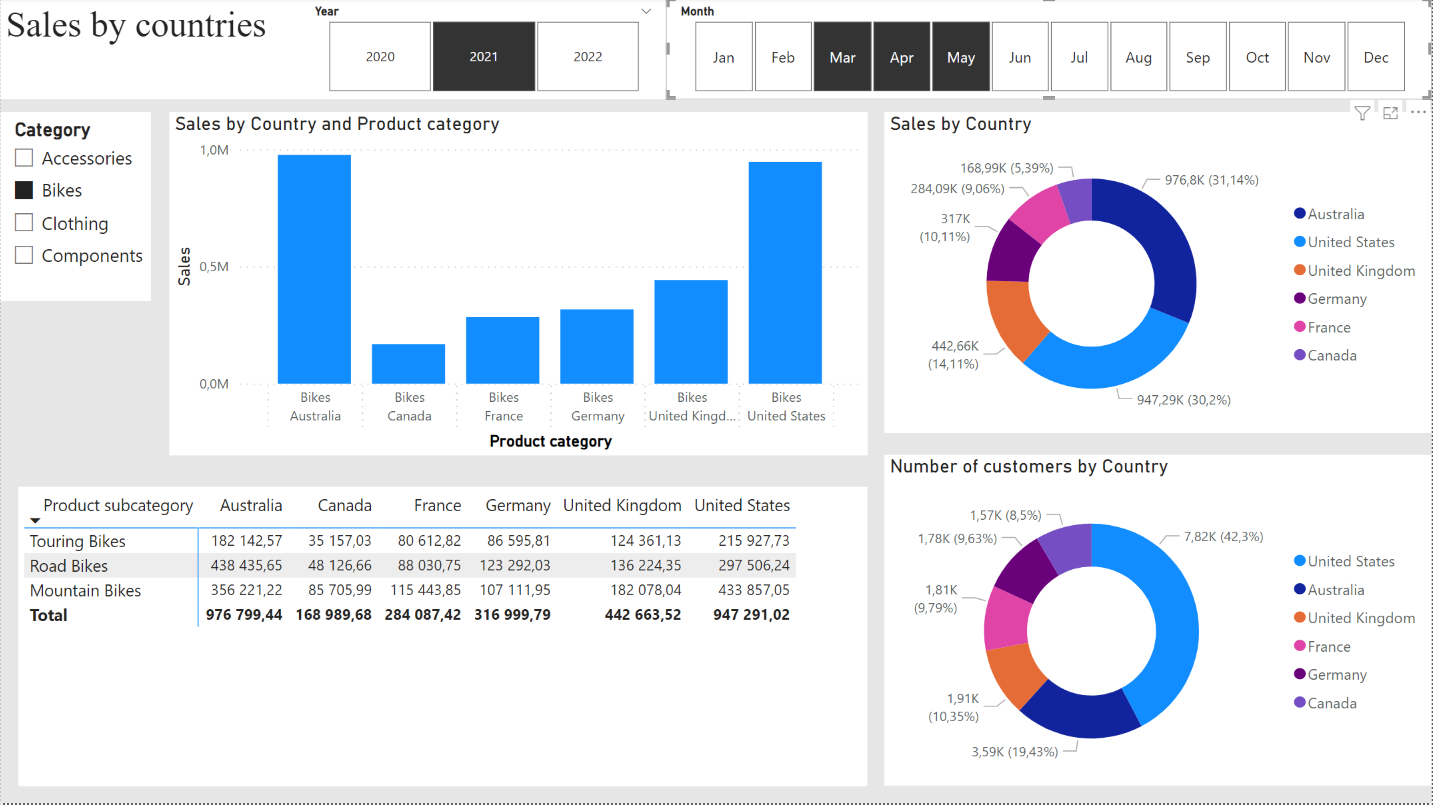 Sales by countries
Year
2020 2021 2022
Month
Jan Feb Mar Apr May Jun Jul Aug Sep Oct Nov Dec
Category
Accessories
Bikes
Clothing
Components
Sales by Country and Product category
Sales
1,0M
0,5M
0,0M
Bikes Bikes Bikes Bikes Bikes Bikes
Australia Canada France Germany United Kingd... United States
Product category
Sales by Country
168,99K (5,39%)
284,09K (9,06%)
317K
(10,11%)
442,66K
(14,11%)
976,8K (31,14%)
947,29K (30,2%)
Australia
United States
United Kingdom
Germany
France
Canada
Product subcategory Australia Canada France Germany United Kingdom United States
Touring Bikes 182 142,57 35 157,03 80 612,82 86 595,81 124 361,13 215 927,73
Road Bikes 438 435,65 48 126,66 88 030,75 123 292,03 136 224,35 297 506,24
Mountain Bikes 356 221,22 85 705,99 115 443,85 107 111,95 182 078,04 433 857,05
Total 976 799,44 168 989,68 284 087,42 316 999,79 442 663,52 947 291,02
Number of customers by Country
1,57K (8,5%)
1,78K (9,63%)
1,81K
(9,79%)
1,91K
(10,35%)
3,59K (19,43%)
7,82K (42,3%)
United States
Australia
United Kingdom
France
Germany
Canada